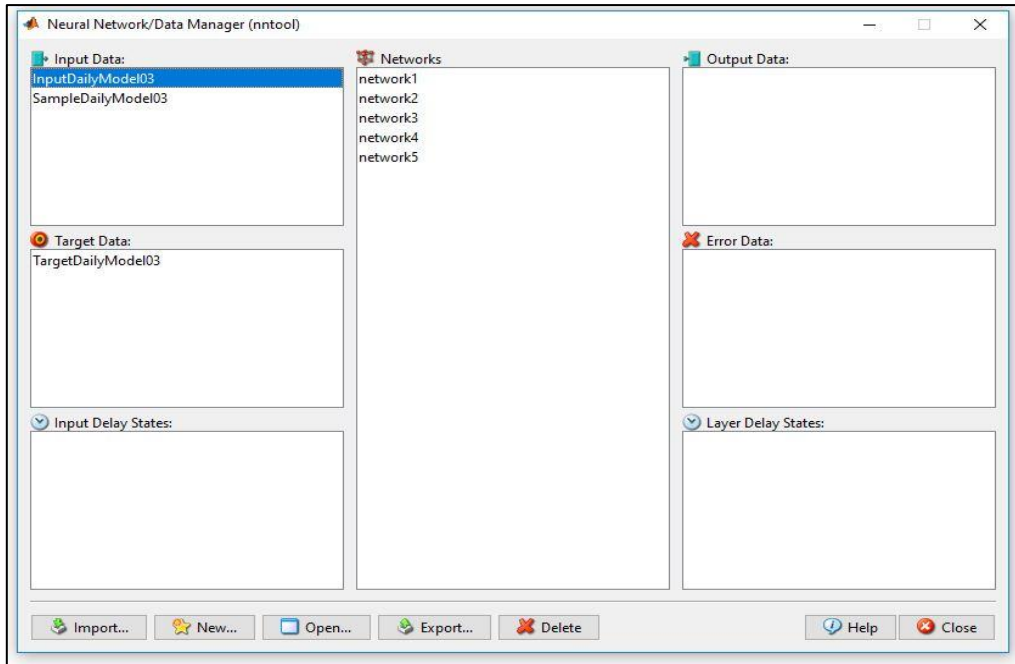 Neural Network/Data Manager (nntool)
Input Data:
InputDailyModel03
SampleDailyModel03
Networks
network1
network2
network3
network4
network5
Output Data:
Target Data:
TargetDailyModel03
Error Data:
Input Delay States:
Layer Delay States:
Import...
New...
Open...
Export...
Delete
Help
Close